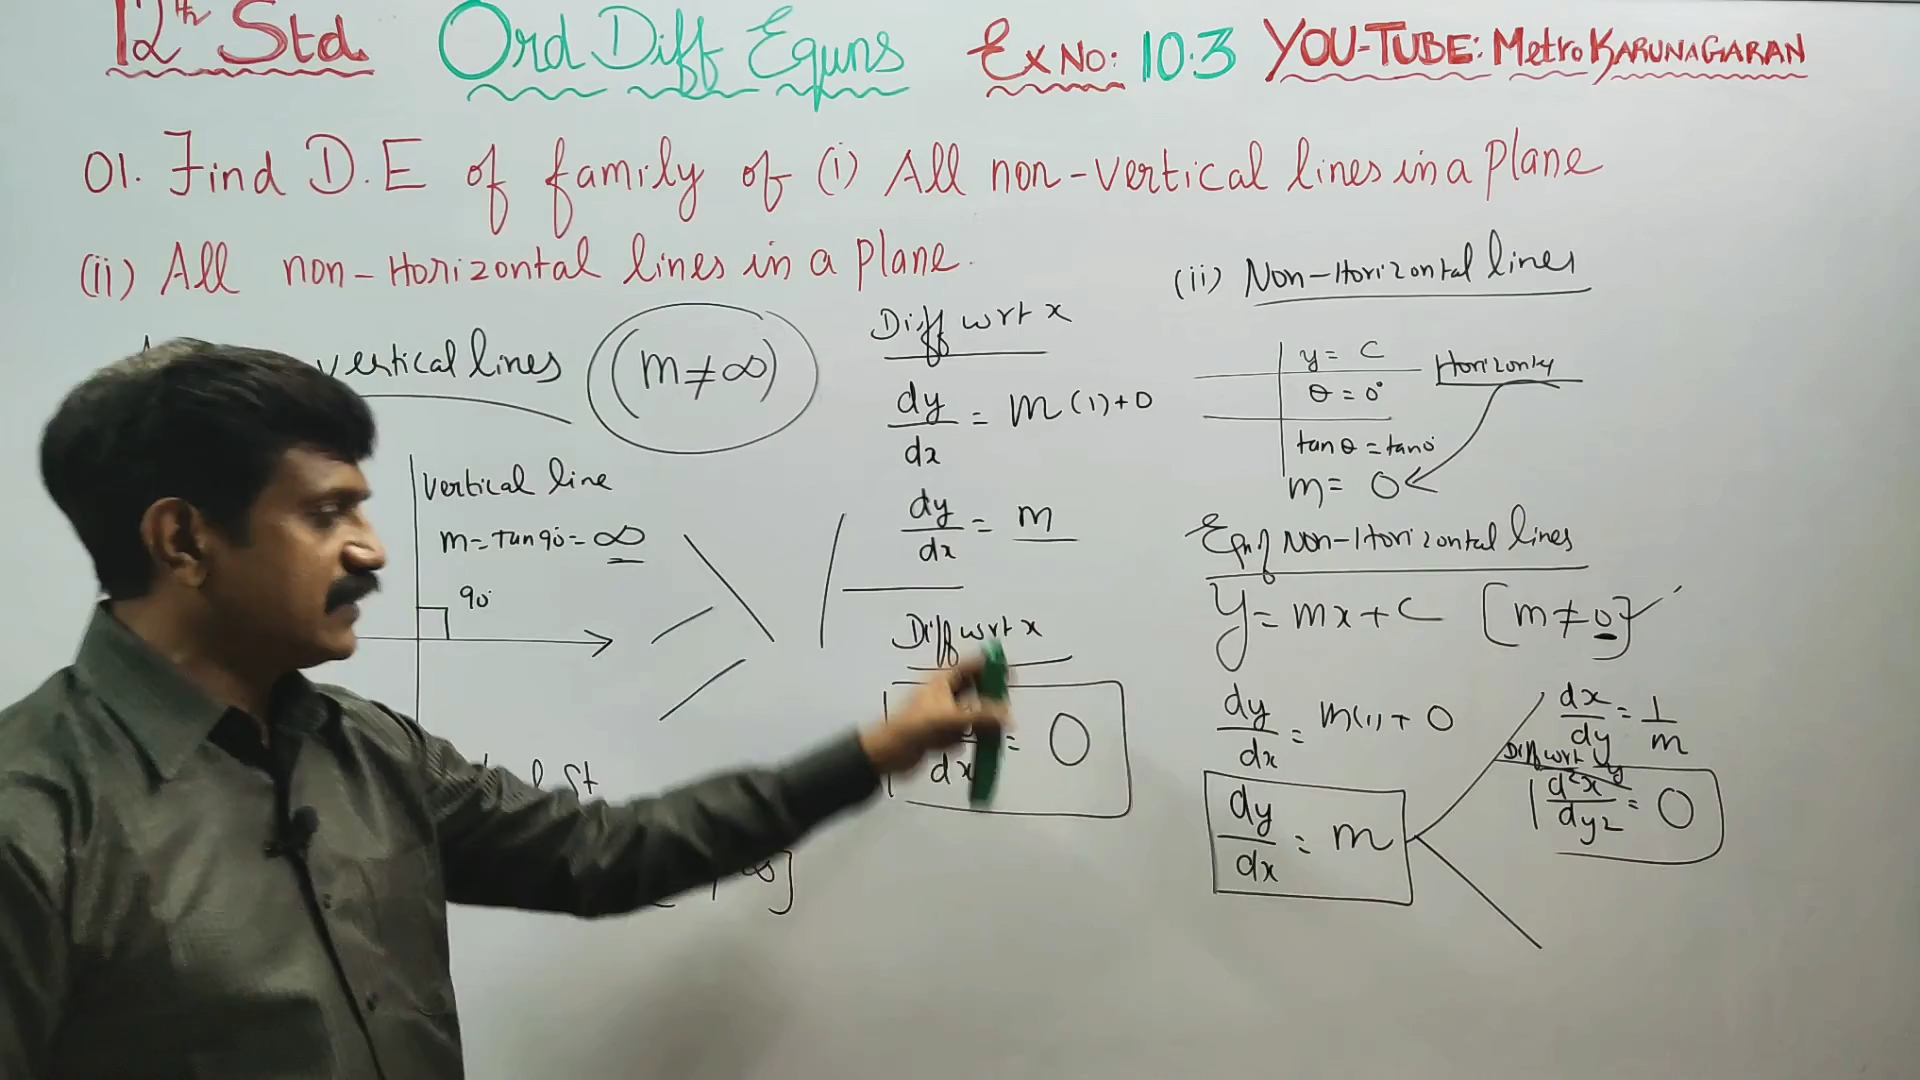 12th Std. Ord Diff Equns Ex No: 10.3 YOU-TUBE: Metro KARUNAGARAN
01. Find D.E of family of (i) All non-vertical lines in a plane
(ii) All non-Horizontal lines in a plane.
vertical lines (m≠∞)
vertical line
m=tan90°=∞
90°
Diff wrt x
dy/dx = m(1)+0
dy/dx = m
Diff wrt x
= 0
(ii) Non-Horizontal lines
y = C
θ = 0°
tanθ = tan0°
m = 0
Eqn of Non-Horizontal lines
y = mx + C [m≠0]
dy/dx = m(1) + 0
dy/dx = m
dx/dy = 1/m
Diff wrt y
d²x/dy2 = 0